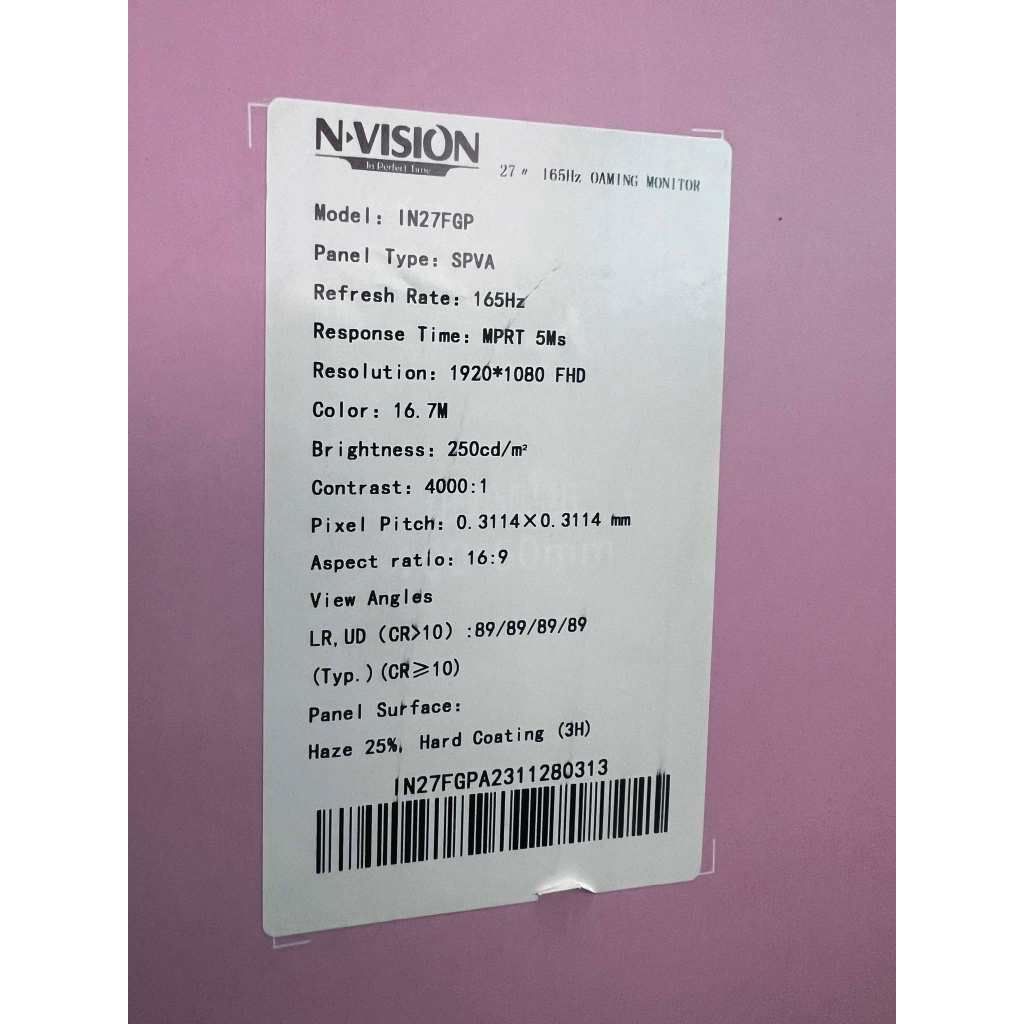 N·VISION
In Perfect Time
27" 165Hz OAMING MONITOR
Model: IN27FGP
Panel Type: SPVA
Refresh Rate: 165Hz
Response Time: MPRT 5Ms
Resolution: 1920*1080 FHD
Color: 16.7M
Brightness: 250cd/m²
Contrast: 4000:1
Pixel Pitch: 0.3114×0.3114 mm
Aspect ratio: 16:9
View Angles
LR,UD (CR>10) :89/89/89/89
(Typ.)(CR≥10)
Panel Surface:
Haze 25%, Hard Coating (3H)
IN27FGPA2311280313